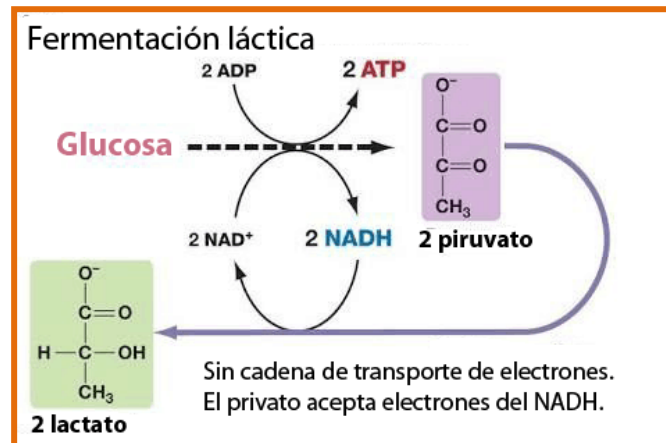 Fermentación láctica
2 ADP
2 ATP
Glucosa
O⁻
C=O
C=O
CH₃
2 piruvato
2 NAD⁺
2 NADH
O⁻
C=O
H—C—OH
CH₃
2 lactato
Sin cadena de transporte de electrones.
El privato acepta electrones del NADH.